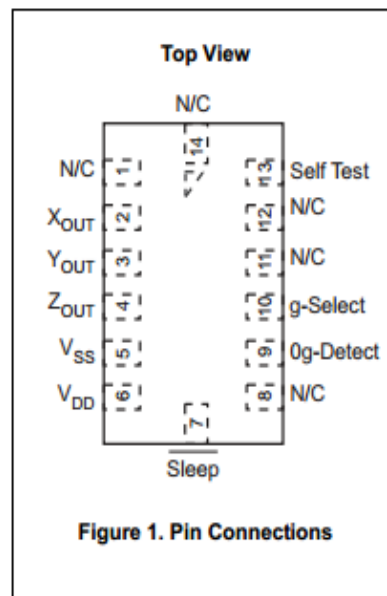 Top View
N/C
14
N/C 1 13 Self Test
XOUT 2 12 N/C
YOUT 3 11 N/C
ZOUT 4 10 g-Select
VSS 5 9 0g-Detect
VDD 6 8 N/C
7
Sleep
Figure 1. Pin Connections